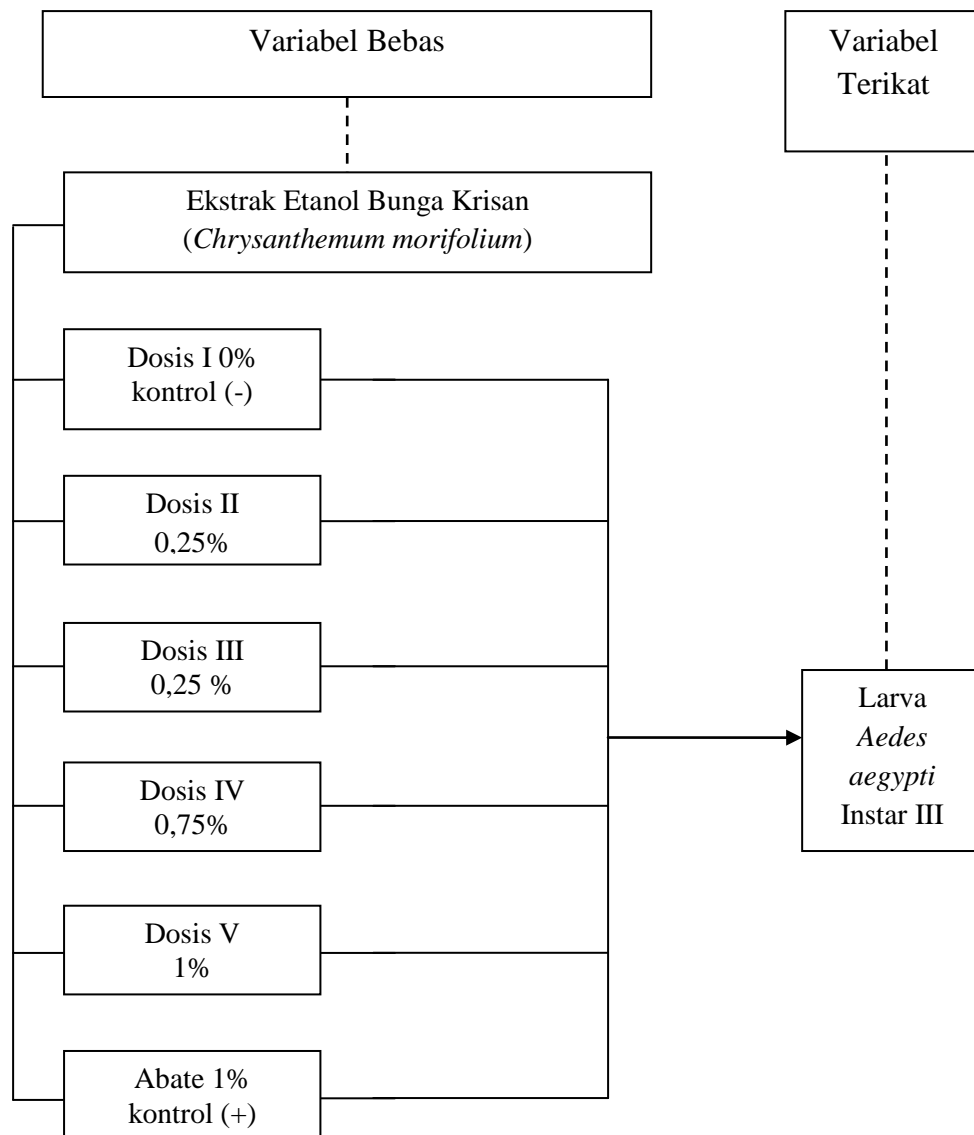 Variabel Bebas
Variabel
Terikat
Ekstrak Etanol Bunga Krisan
(Chrysanthemum morifolium)
Dosis I 0%
kontrol (-)
Dosis II
0,25%
Dosis III
0,25 %
Dosis IV
0,75%
Dosis V
1%
Abate 1%
kontrol (+)
Larva
Aedes
aegypti
Instar III